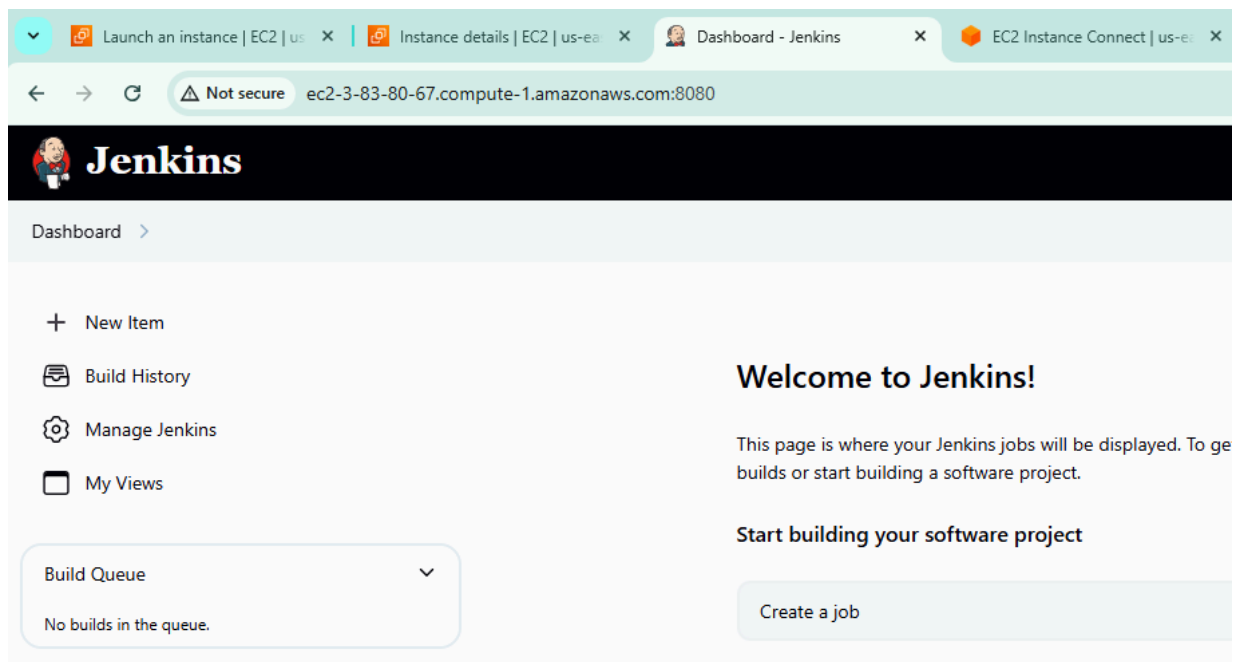 Launch an instance | EC2 | us
Instance details | EC2 | us-ea
Dashboard - Jenkins
EC2 Instance Connect | us-ea
Not secure
ec2-3-83-80-67.compute-1.amazonaws.com:8080
Jenkins
Dashboard
New Item
Build History
Manage Jenkins
My Views
Welcome to Jenkins!
This page is where your Jenkins jobs will be displayed. To ge
builds or start building a software project.
Start building your software project
Build Queue
No builds in the queue.
Create a job